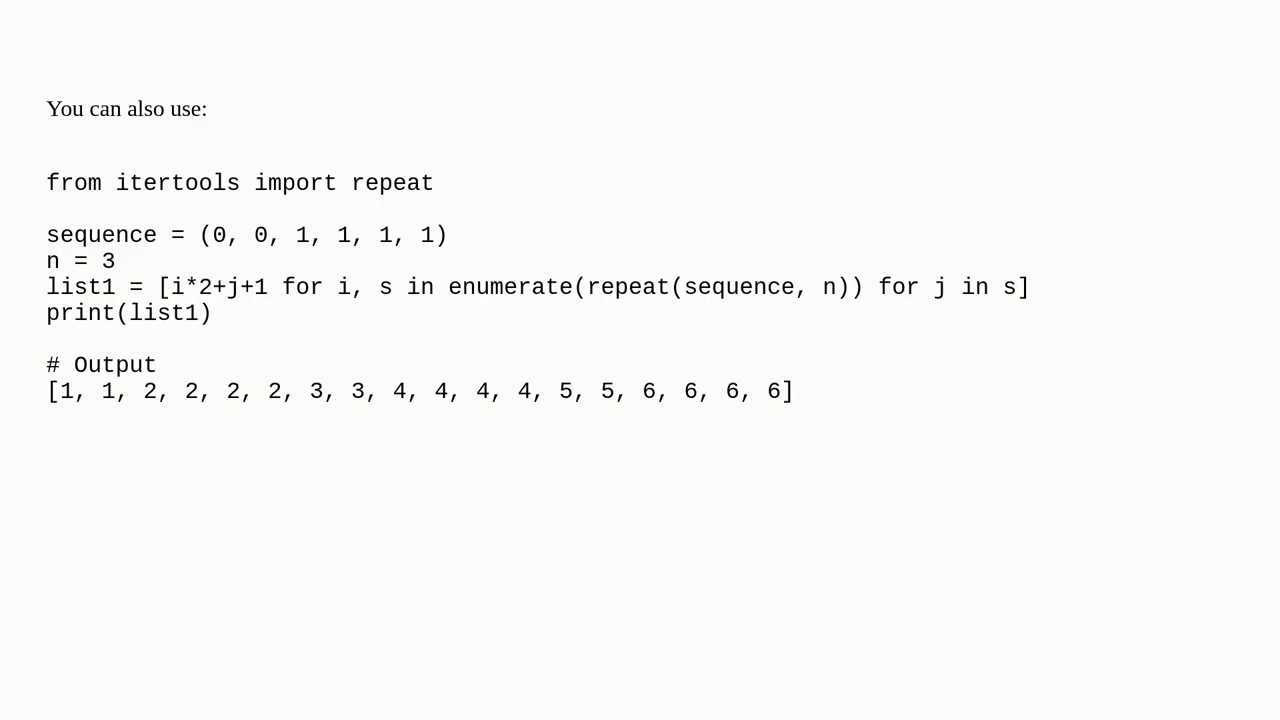 You can also use:
from itertools import repeat
sequence = (0, 0, 1, 1, 1, 1)
n = 3
list1 = [i*2+j+1 for i, s in enumerate(repeat(sequence, n)) for j in s]
print(list1)
# Output
[1, 1, 2, 2, 2, 2, 3, 3, 4, 4, 4, 4, 5, 5, 6, 6, 6, 6]